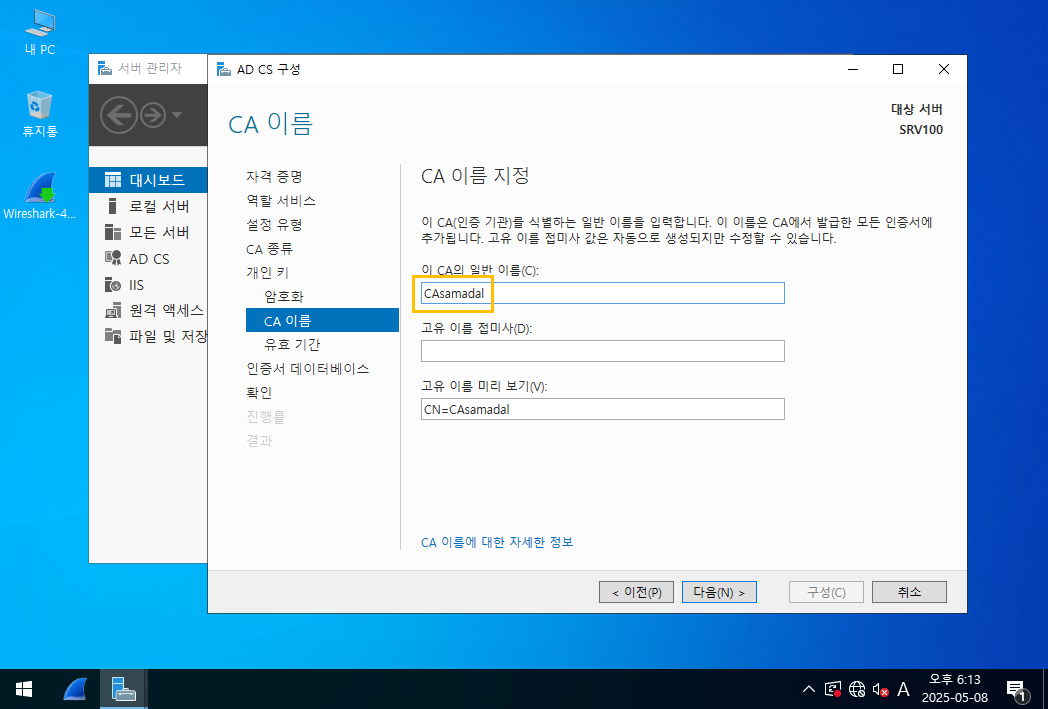 내 PC
휴지통
Wireshark-4...
서버 관리자
대시보드
로컬 서버
모든 서버
AD CS
IIS
원격 액세스
파일 및 저장
AD CS 구성
CA 이름
대상 서버
SRV100
자격 증명
역할 서비스
설정 유형
CA 종류
개인 키
암호화
CA 이름
유효 기간
인증서 데이터베이스
확인
진행률
결과
CA 이름 지정
이 CA(인증 기관)를 식별하는 일반 이름을 입력합니다. 이 이름은 CA에서 발급한 모든 인증서에
추가됩니다. 고유 이름 접미사 값은 자동으로 생성되지만 수정할 수 있습니다.
이 CA의 일반 이름(C):
CAsamadal
고유 이름 접미사(D):
고유 이름 미리 보기(V):
CN=CAsamadal
CA 이름에 대한 자세한 정보
< 이전(P)
다음(N) >
구성(C)
취소
A
오후 6:13
2025-05-08
1